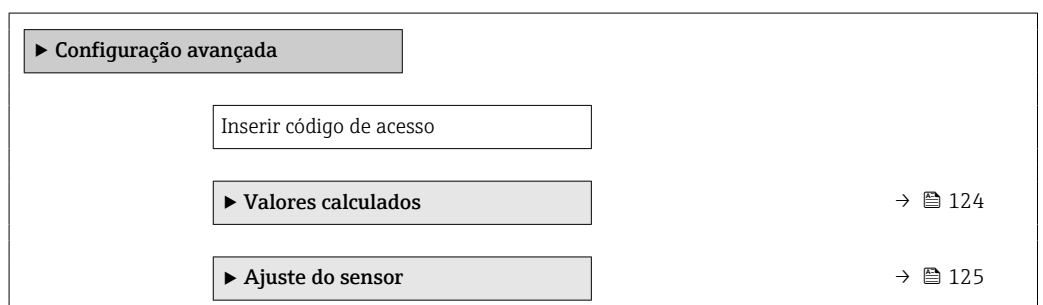 ▶ Configuração avançada
Inserir código de acesso
▶ Valores calculados → 124
▶ Ajuste do sensor → 125